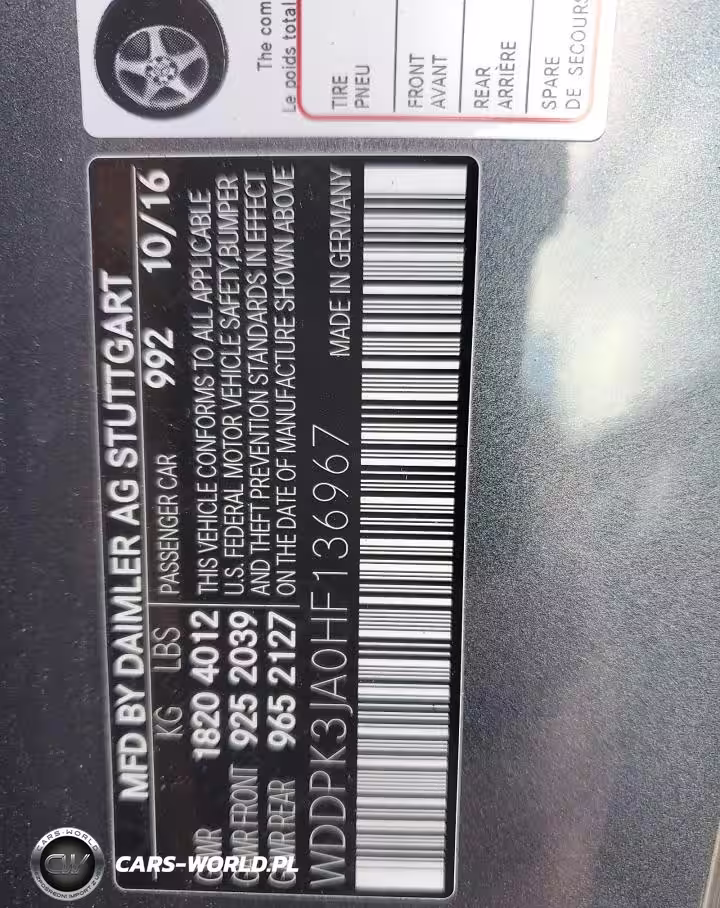 The com
Le poids total
TIRE
PNEU
FRONT
AVANT
REAR
ARRIÈRE
SPARE
DE SECOURS
MFD BY DAIMLER AG STUTTGART
KG LBS PASSENGER CAR 992 10/16
GVWR 1820 4012 THIS VEHICLE CONFORMS TO ALL APPLICABLE
GAWR FRONT 925 2039 U.S. FEDERAL MOTOR VEHICLE SAFETY,BUMPER
GAWR REAR 965 2127 AND THEFT PREVENTION STANDARDS IN EFFECT
ON THE DATE OF MANUFACTURE SHOWN ABOVE
WDDPK3JA0HF136967 MADE IN GERMANY
CARS-WORLD
CW
CARS-WORLD.PL